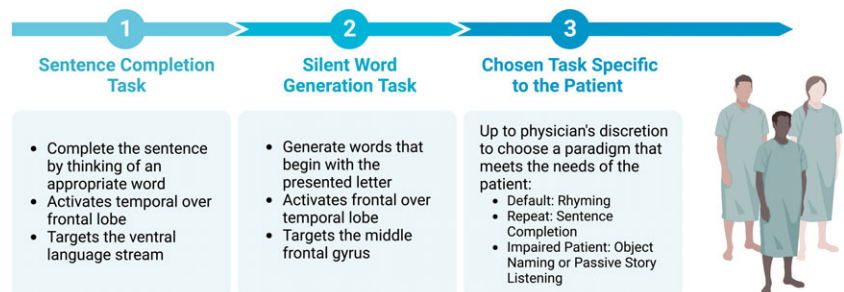 1
Sentence Completion
Task
• Complete the sentence
by thinking of an
appropriate word
• Activates temporal over
frontal lobe
• Targets the ventral
language stream
2
Silent Word
Generation Task
• Generate words that
begin with the
presented letter
• Activates frontal over
temporal lobe
• Targets the middle
frontal gyrus
3
Chosen Task Specific
to the Patient
Up to physician's discretion
to choose a paradigm that
meets the needs of the
patient:
• Default: Rhyming
• Repeat: Sentence
Completion
• Impaired Patient: Object
Naming or Passive Story
Listening